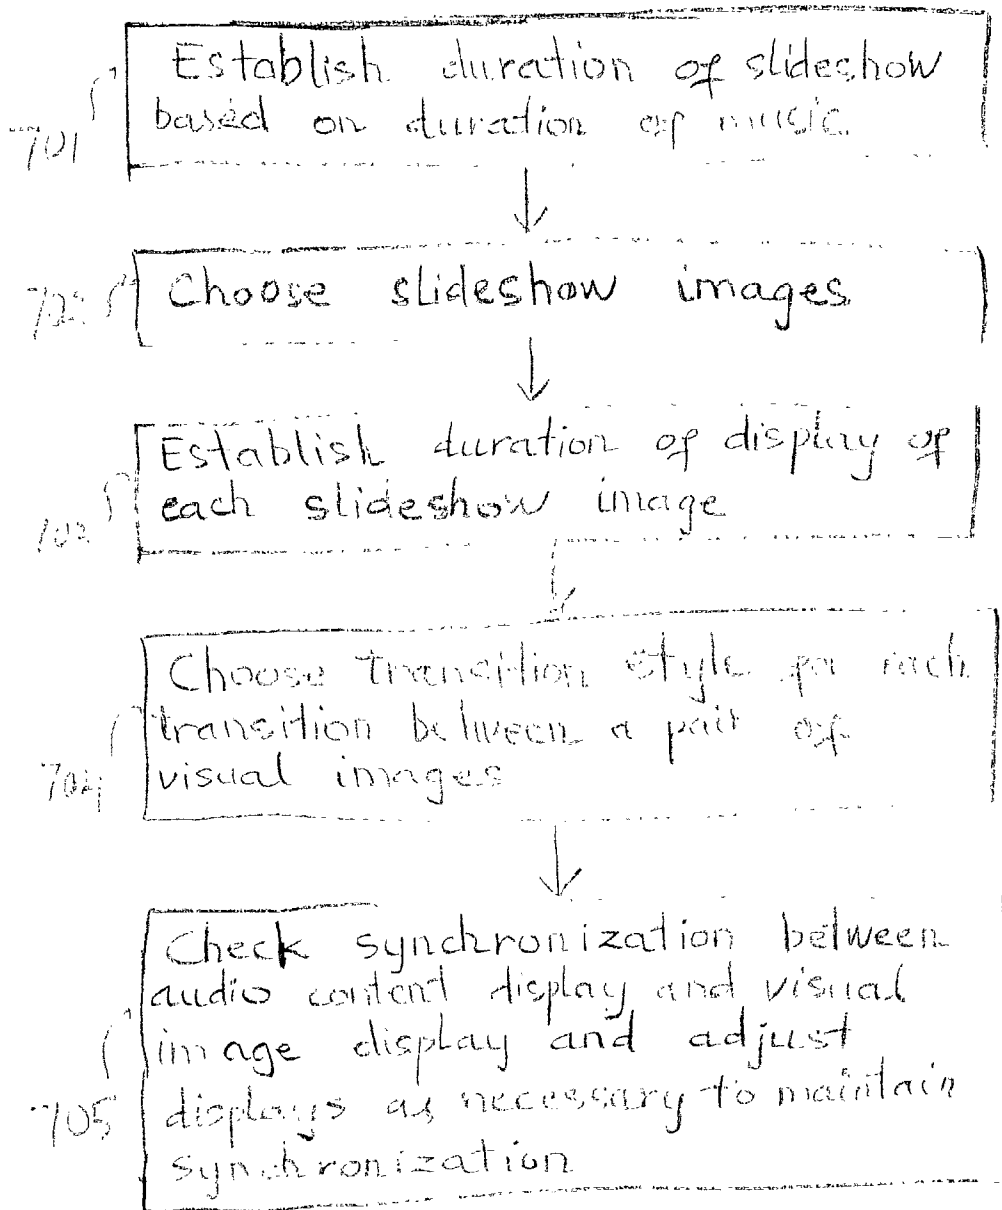 Establish duration of slideshow
based on duration of music
701
Choose slideshow images
702
Establish duration of display of
each slideshow image
703
Choose transition style for each
transition between a pair of
visual images
704
Check synchronization between
audio content display and visual
image display and adjust
displays as necessary to maintain
synchronization
705